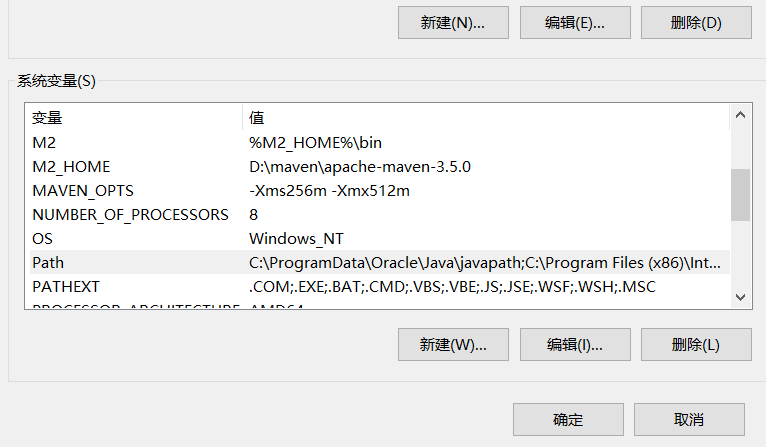 新建(N)... 编辑(E)... 删除(D)
系统变量(S)
变量 值
M2 %M2_HOME%\bin
M2_HOME D:\maven\apache-maven-3.5.0
MAVEN_OPTS -Xms256m -Xmx512m
NUMBER_OF_PROCESSORS 8
OS Windows_NT
Path C:\ProgramData\Oracle\Java\javapath;C:\Program Files (x86)\Int...
PATHEXT .COM;.EXE;.BAT;.CMD;.VBS;.VBE;.JS;.JSE;.WSF;.WSH;.MSC
PROCESSOR_ARCHITECTURE AMD64
新建(W)... 编辑(I)... 删除(L)
确定 取消